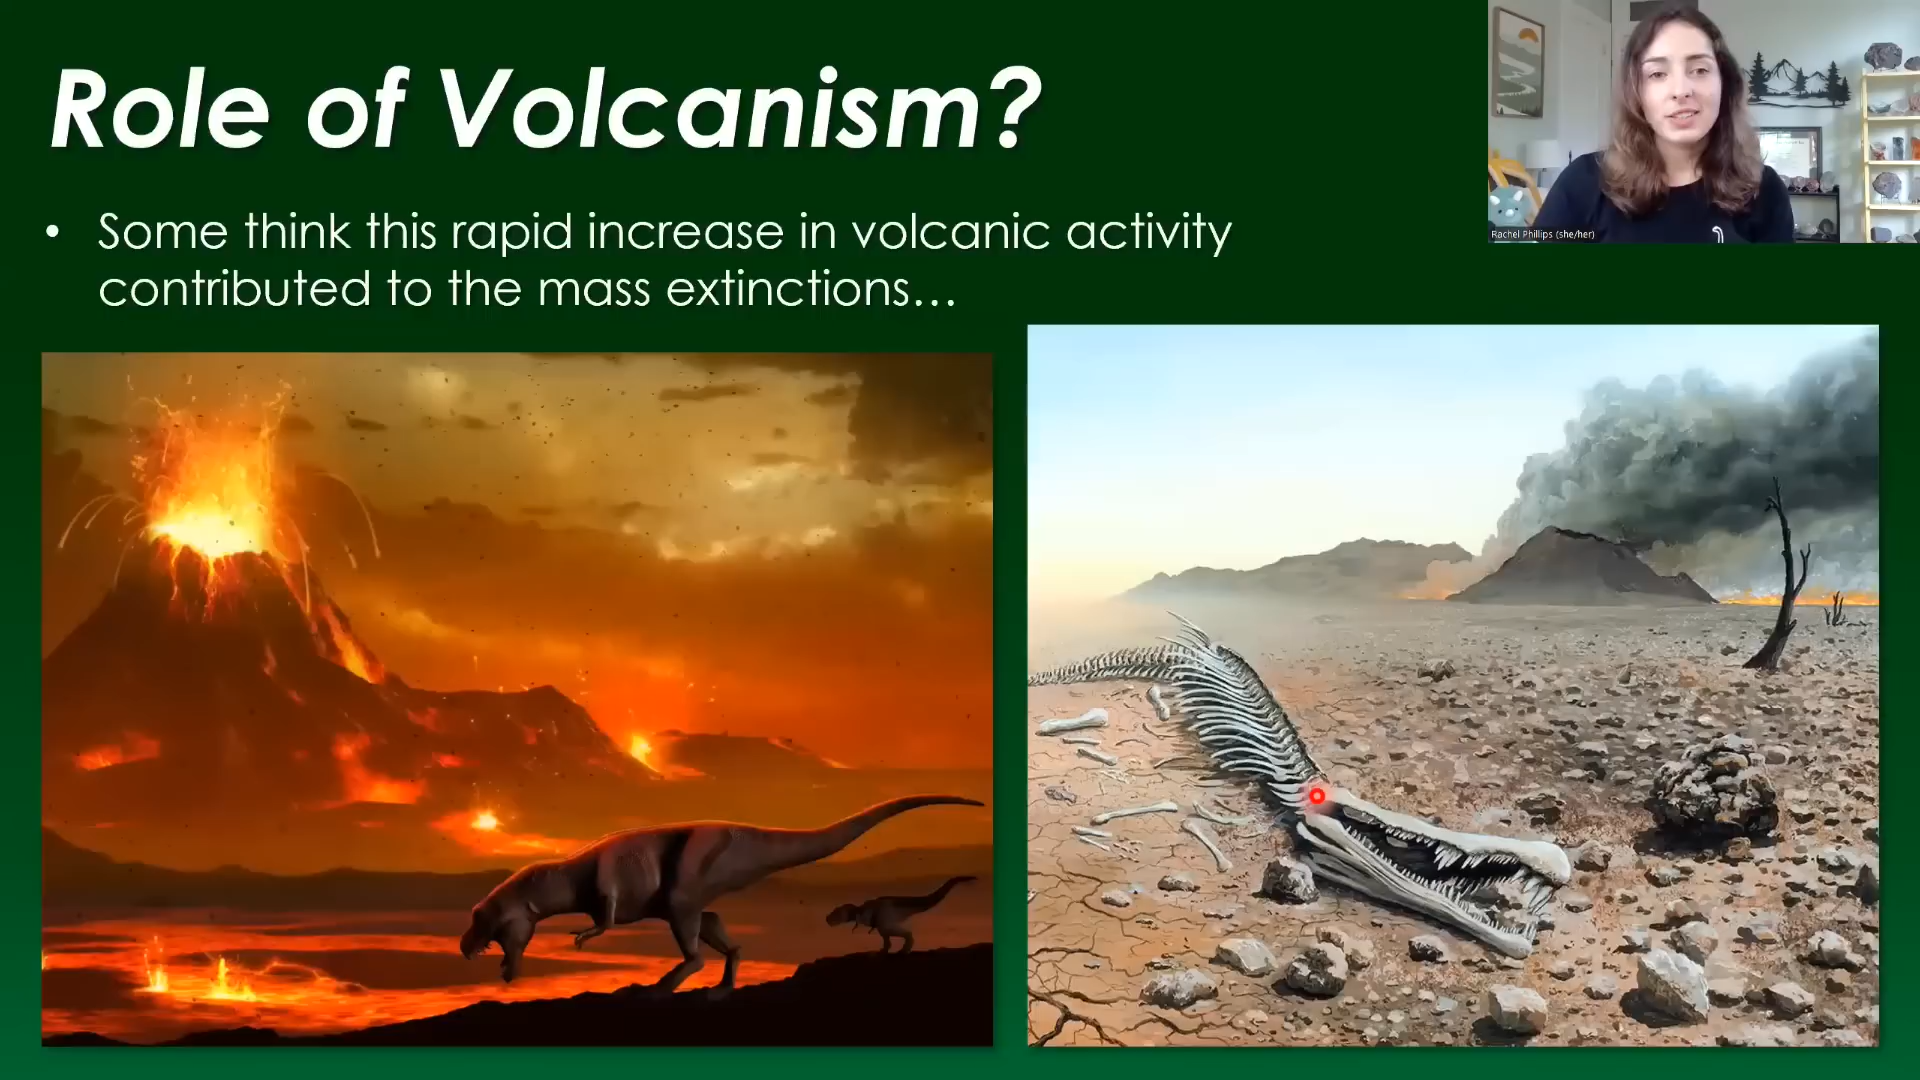 Role of Volcanism?
• Some think this rapid increase in volcanic activity
contributed to the mass extinctions…
Rachel Phillips (she/her)